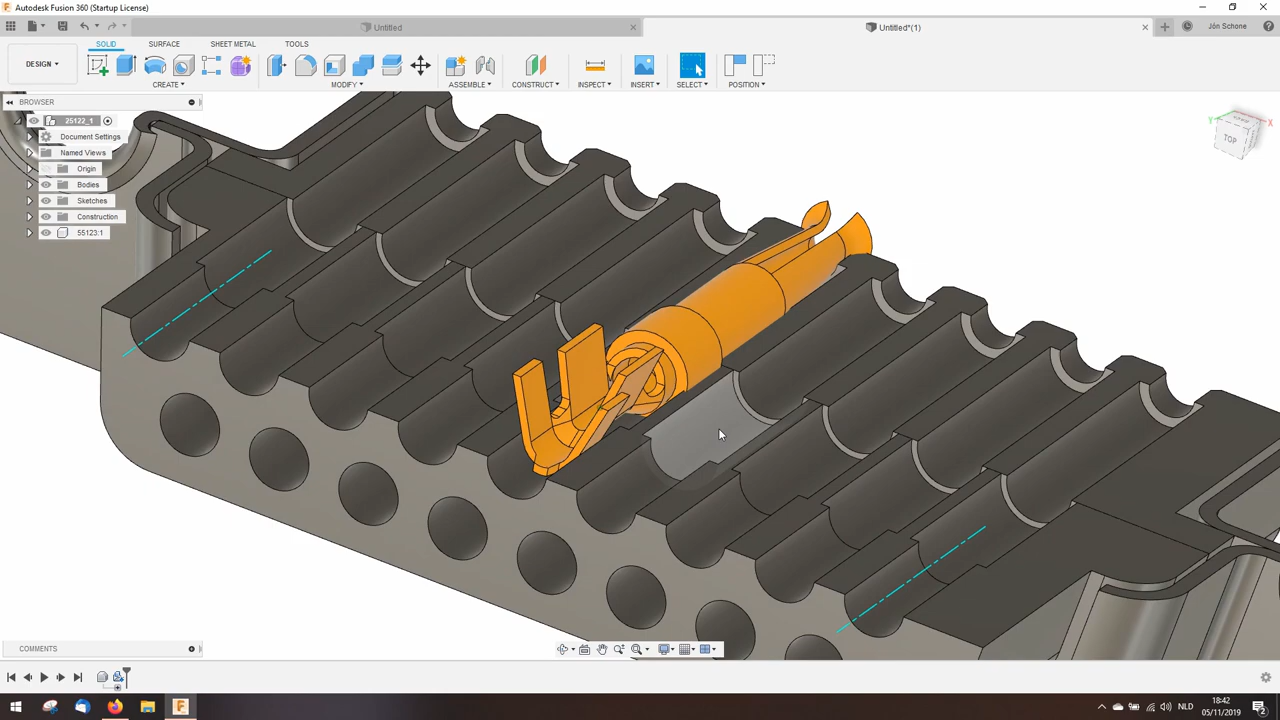 Autodesk Fusion 360 (Startup License)
Untitled
Untitled*(1)
Jón Schone
SOLID
SURFACE
SHEET METAL
TOOLS
DESIGN
CREATE
MODIFY
ASSEMBLE
CONSTRUCT
INSPECT
INSERT
SELECT
POSITION
BROWSER
25122_1
Document Settings
Named Views
Origin
Bodies
Sketches
Construction
55123:1
Y
X
TOP
COMMENTS
NLD
18:42
05/11/2019
2